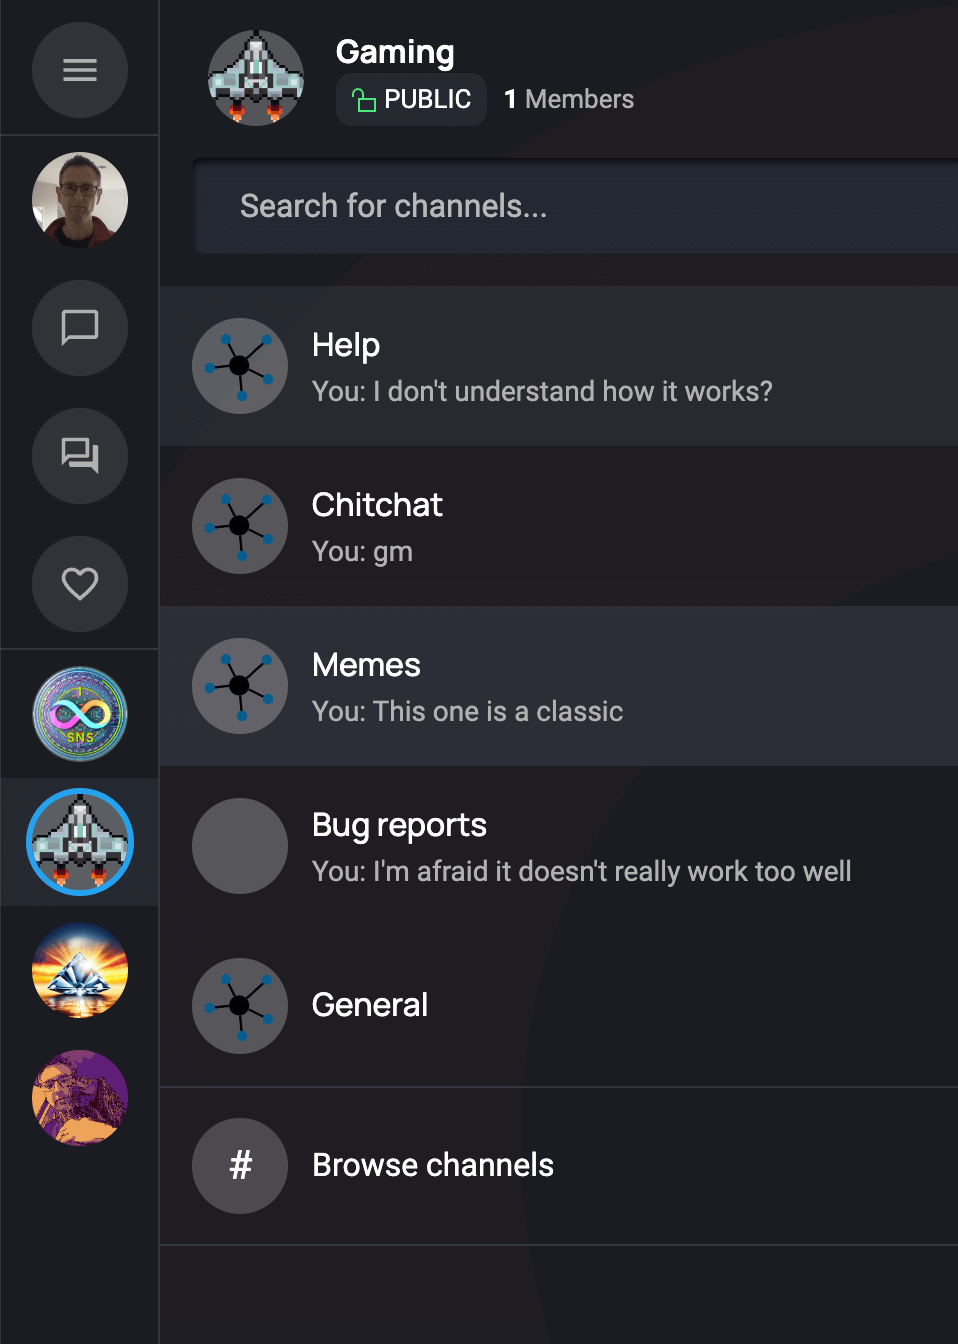 Gaming
PUBLIC 1 Members
Search for channels...
Help
You: I don't understand how it works?
Chitchat
You: gm
Memes
You: This one is a classic
SNS
Bug reports
You: I'm afraid it doesn't really work too well
General
# Browse channels